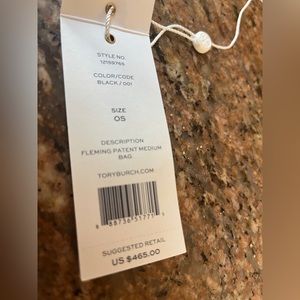 STYLE NO.
COLOR/CODE
BLACK / 001
SIZE
OS
DESCRIPTION
FLEMING PATENT MEDIUM
BAG
TORYBURCH.COM
SUGGESTED RETAIL
US $465.00